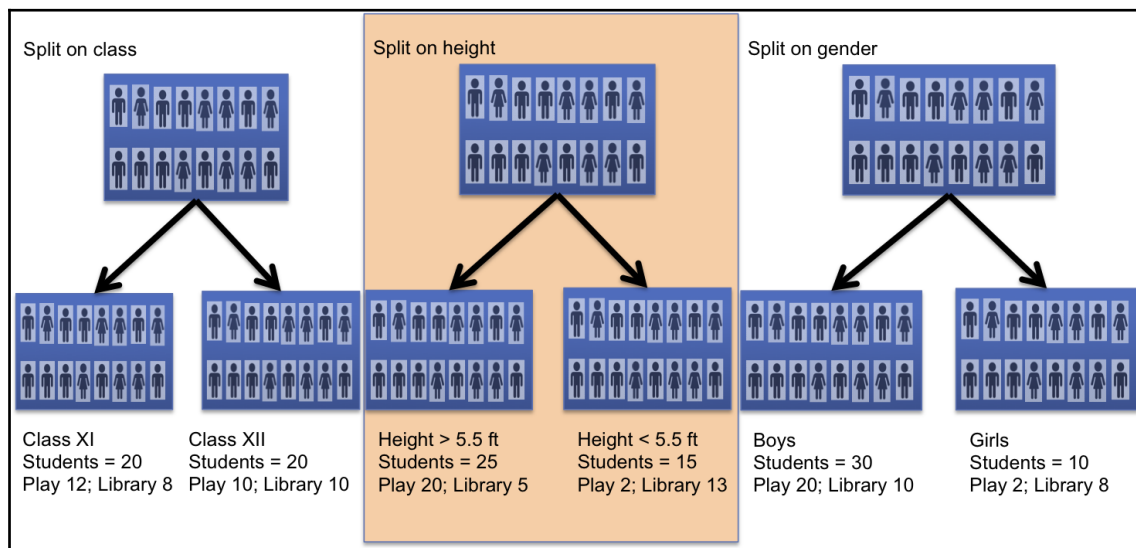 Split on class
Split on height
Split on gender
Class XI
Students = 20
Play 12; Library 8
Class XII
Students = 20
Play 10; Library 10
Height > 5.5 ft
Students = 25
Play 20; Library 5
Height < 5.5 ft
Students = 15
Play 2; Library 13
Boys
Students = 30
Play 20; Library 10
Girls
Students = 10
Play 2; Library 8